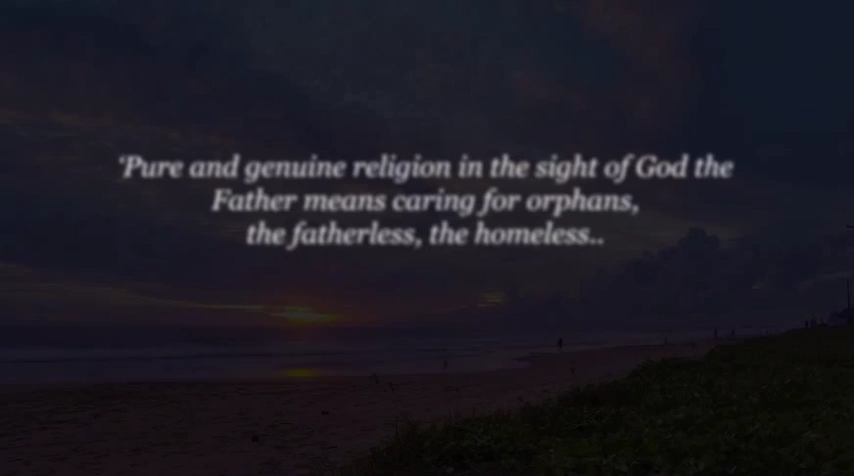 ‘Pure and genuine religion in the sight of God the
Father means caring for orphans,
the fatherless, the homeless..